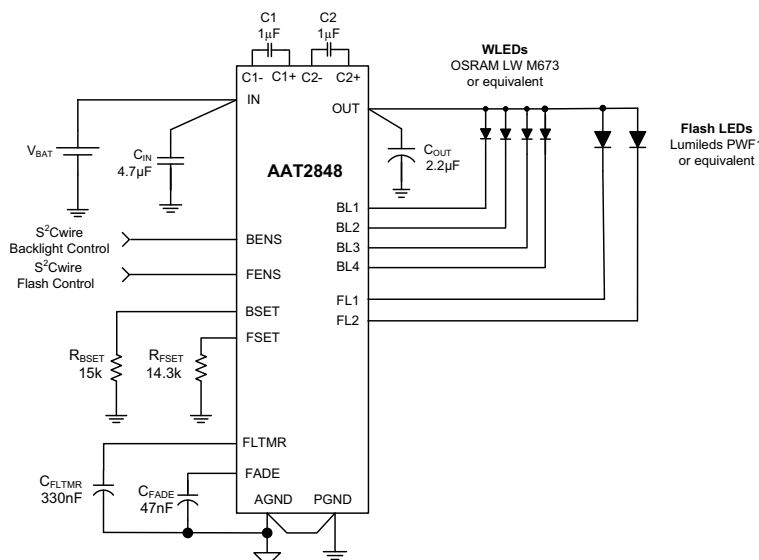 C1
1µF
C2
1µF
C1-
C1+
C2-
C2+
IN
OUT
WLEDs
OSRAM LW M673
or equivalent
Flash LEDs
Lumileds PWF1
or equivalent
V_BAT
C_IN
4.7µF
C_OUT
2.2µF
AAT2848
BL1
BL2
BL3
BL4
S²Cwire
Backlight Control
BENS
S²Cwire
Flash Control
FENS
FL1
FL2
BSET
FSET
R_BSET
15k
R_FSET
14.3k
FLTMR
FADE
C_FLTMR
330nF
C_FADE
47nF
AGND
PGND